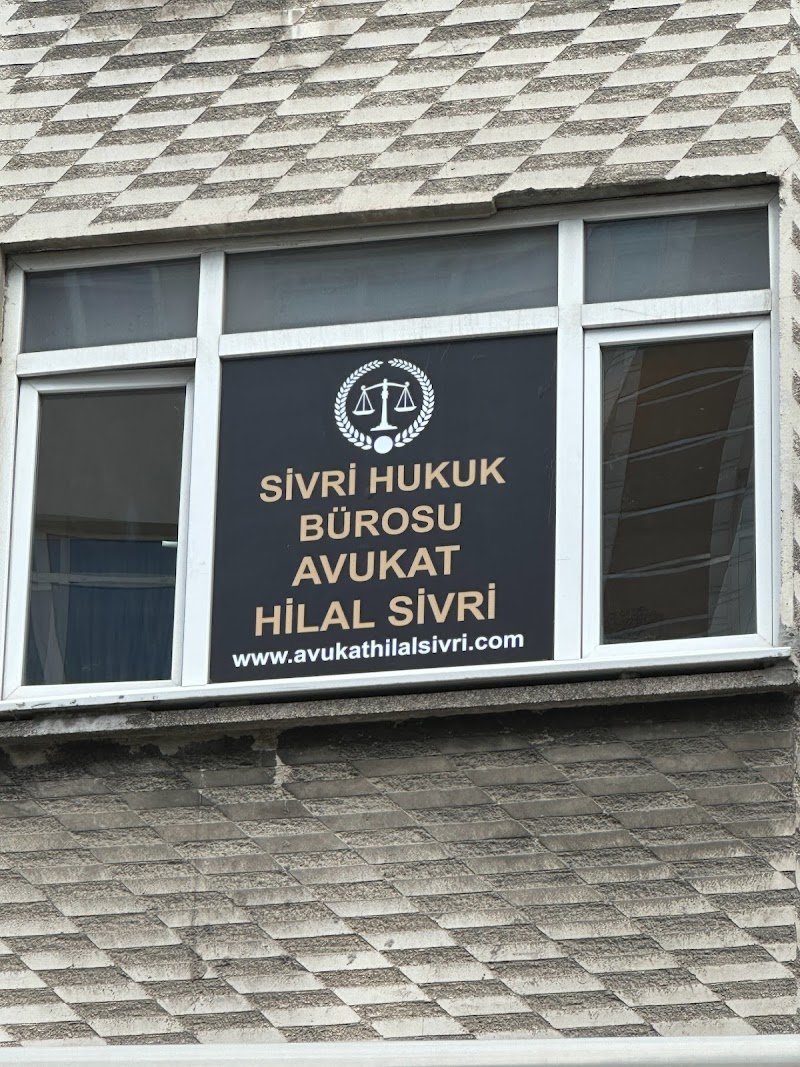 SİVRİ HUKUK
BÜROSU
AVUKAT
HİLAL SİVRİ
www.avukathilalsivri.com